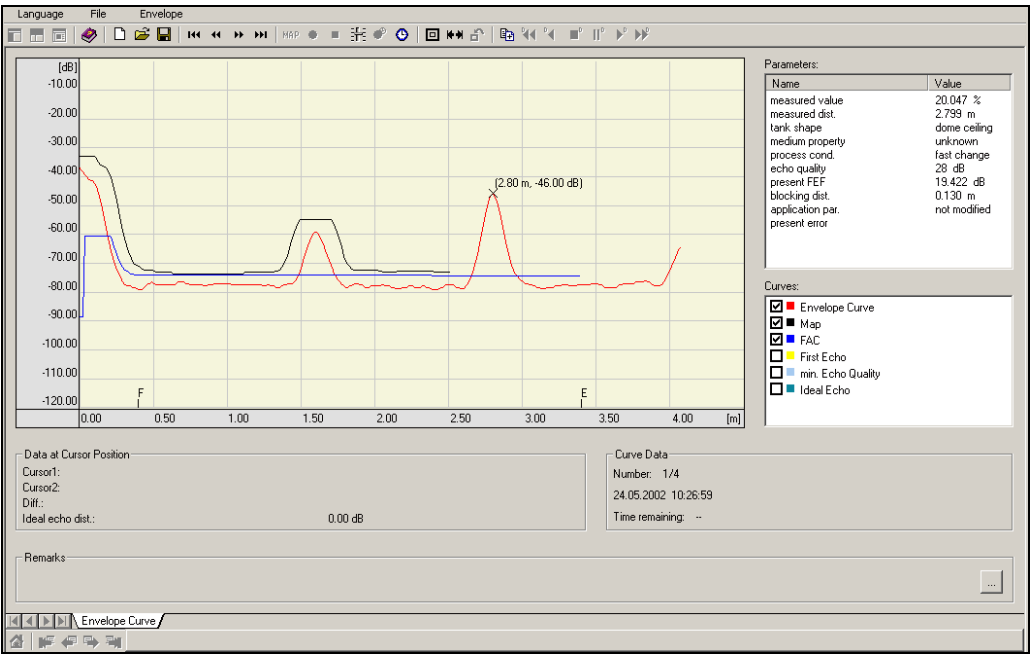 Language File Envelope
MAP
[dB]
-10.00
-20.00
-30.00
-40.00
-50.00
-60.00
-70.00
-80.00
-90.00
-100.00
-110.00
-120.00
(2.80 m, -46.00 dB)
F
E
0.00 0.50 1.00 1.50 2.00 2.50 3.00 3.50 4.00 [m]
Parameters:
Name Value
measured value 20.047 %
measured dist. 2.799 m
tank shape dome ceiling
medium property unknown
process cond. fast change
echo quality 28 dB
present FEF 19.422 dB
blocking dist. 0.130 m
application par. not modified
present error
Curves:
Envelope Curve
Map
FAC
First Echo
min. Echo Quality
Ideal Echo
Data at Cursor Position
Cursor1:
Cursor2:
Diff.:
Ideal echo dist.: 0.00 dB
Curve Data
Number: 1/4
24.05.2002 10:26:59
Time remaining: --
Remarks
...
Envelope Curve